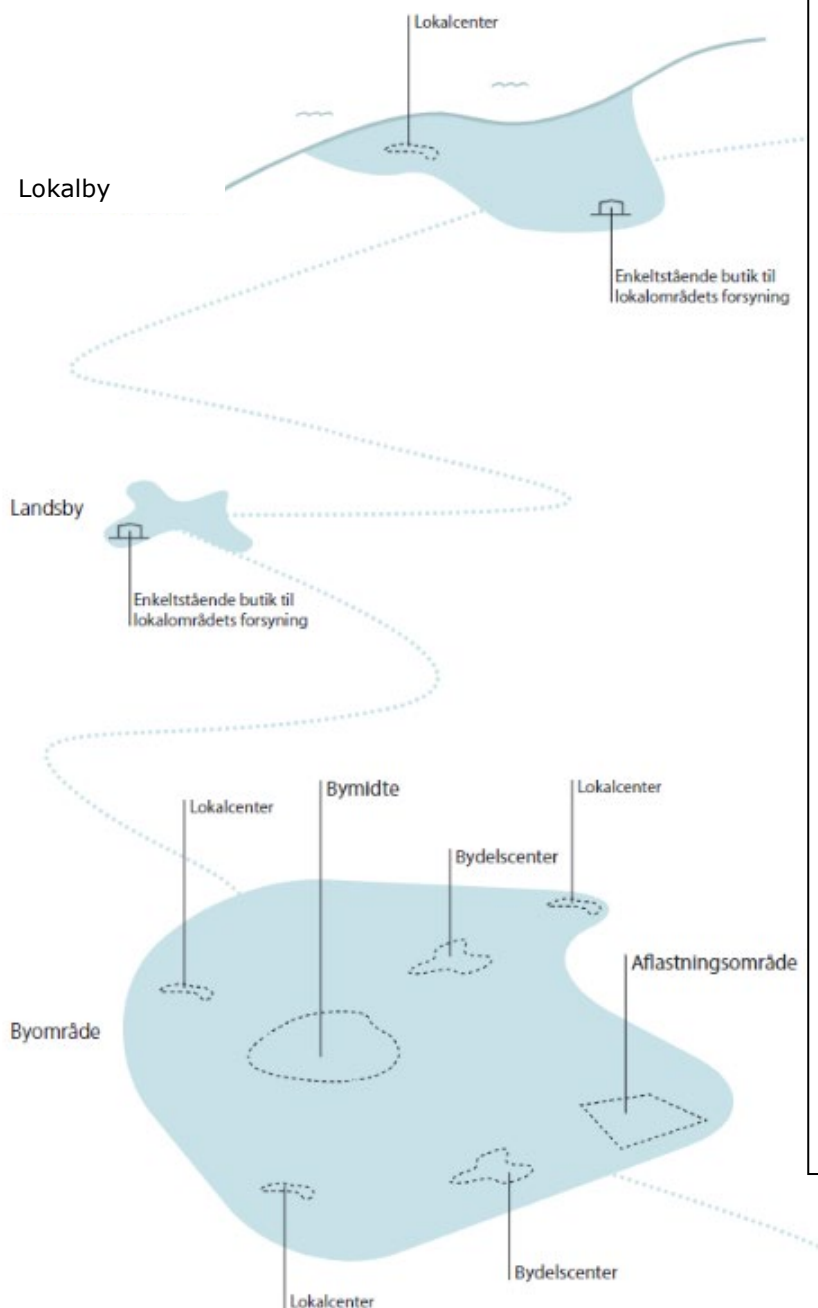 Lokalcenter
Lokalby
Enkeltstående butik til
lokalområdets forsyning
Landsby
Enkeltstående butik til
lokalområdets forsyning
Lokalcenter
Bymidte
Lokalcenter
Bydelscenter
Aflastningsområde
Byområde
Bydelscenter
Lokalcenter